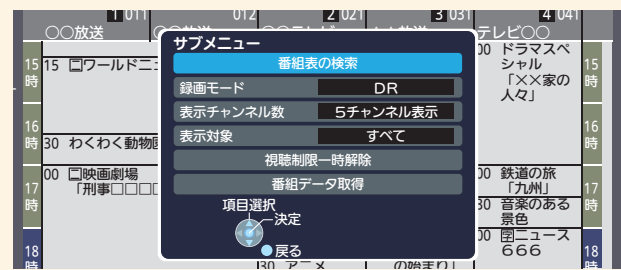 1 011 012 2 021 3 031 4 041
〇〇放送 テレビ〇〇
サブメニュー
番組表の検索
録画モード DR
表示チャンネル数 5チャンネル表示
表示対象 すべて
視聴制限一時解除
番組データ取得
項目選択
決定
戻る
15時
15 ワールドニ
16時
30 わくわく動物
17時
00 映画劇場
「刑事□□□
18時
00 ドラマスペ
シャル
「××家の
人々」
15時
16時
00 鉄道の旅
「九州」
17時
30 音楽のある
景色
00 字ニュース
666
18時
30 アニメ の始まり」